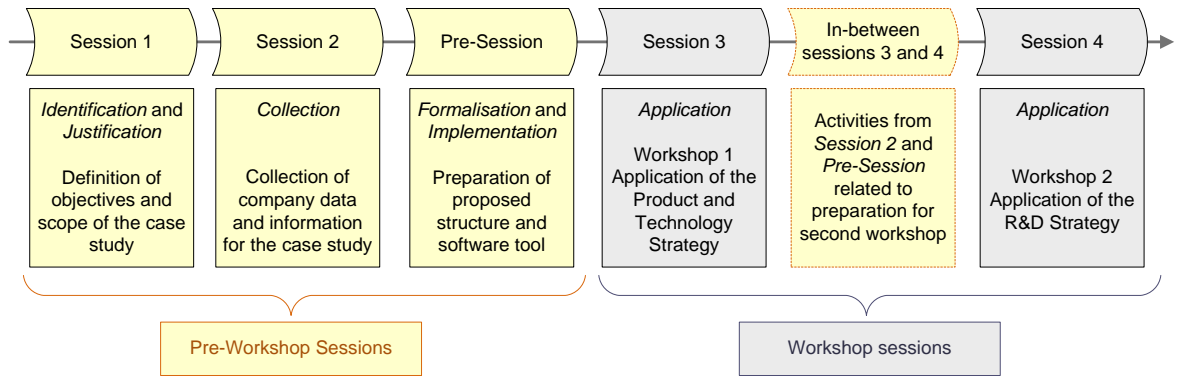 Session 1
Session 2
Pre-Session
Session 3
In-between
sessions 3 and 4
Session 4
Identification and
Justification
Definition of
objectives and
scope of the case
study
Collection
Collection of
company data
and information
for the case study
Formalisation and
Implementation
Preparation of
proposed
structure and
software tool
Application
Workshop 1
Application of the
Product and
Technology
Strategy
Activities from
Session 2 and
Pre-Session
related to
preparation for
second workshop
Application
Workshop 2
Application of the
R&D Strategy
Pre-Workshop Sessions
Workshop sessions